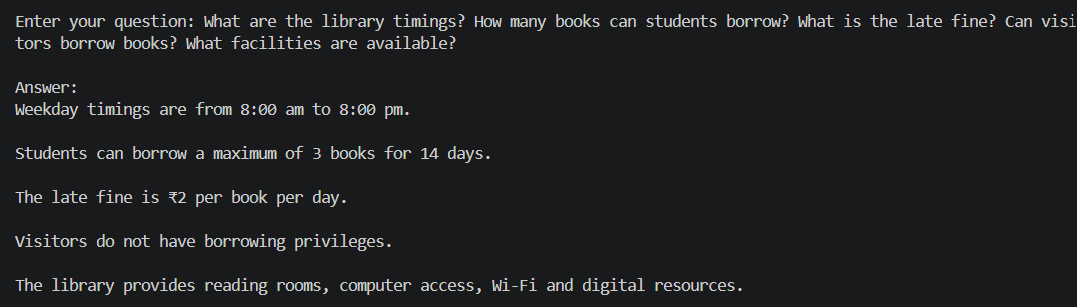 Enter your question: What are the library timings? How many books can students borrow? What is the late fine? Can visi
tors borrow books? What facilities are available?
Answer:
Weekday timings are from 8:00 am to 8:00 pm.
Students can borrow a maximum of 3 books for 14 days.
The late fine is ₹2 per book per day.
Visitors do not have borrowing privileges.
The library provides reading rooms, computer access, Wi-Fi and digital resources.